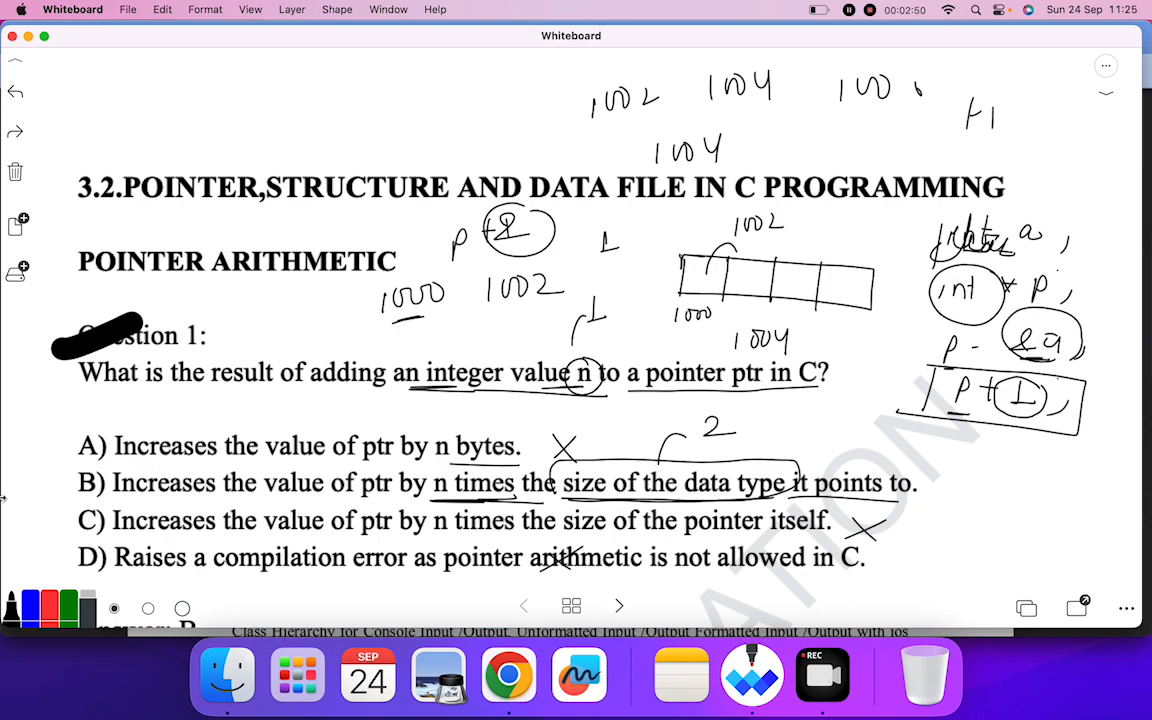 Whiteboard File Edit Format View Layer Shape Window Help 00:02:50 Sun 24 Sep 11:25
Whiteboard
1002 1004 100
+1
1004
3.2.POINTER,STRUCTURE AND DATA FILE IN C PROGRAMMING
p + 1 1002 a ,
POINTER ARITHMETIC
1000 1002 int * p ,
1000
1
stion 1:
1004 p = &a ,
What is the result of adding an integer value n to a pointer ptr in C?
p + 1 ,
2
A) Increases the value of ptr by n bytes.
B) Increases the value of ptr by n times the size of the data type it points to.
C) Increases the value of ptr by n times the size of the pointer itself.
D) Raises a compilation error as pointer arithmetic is not allowed in C.
ATION
Class Hierarchy for Console Input /Output, Unformatted Input /Output Formatted Input /Output with ios
SEP
24
REC